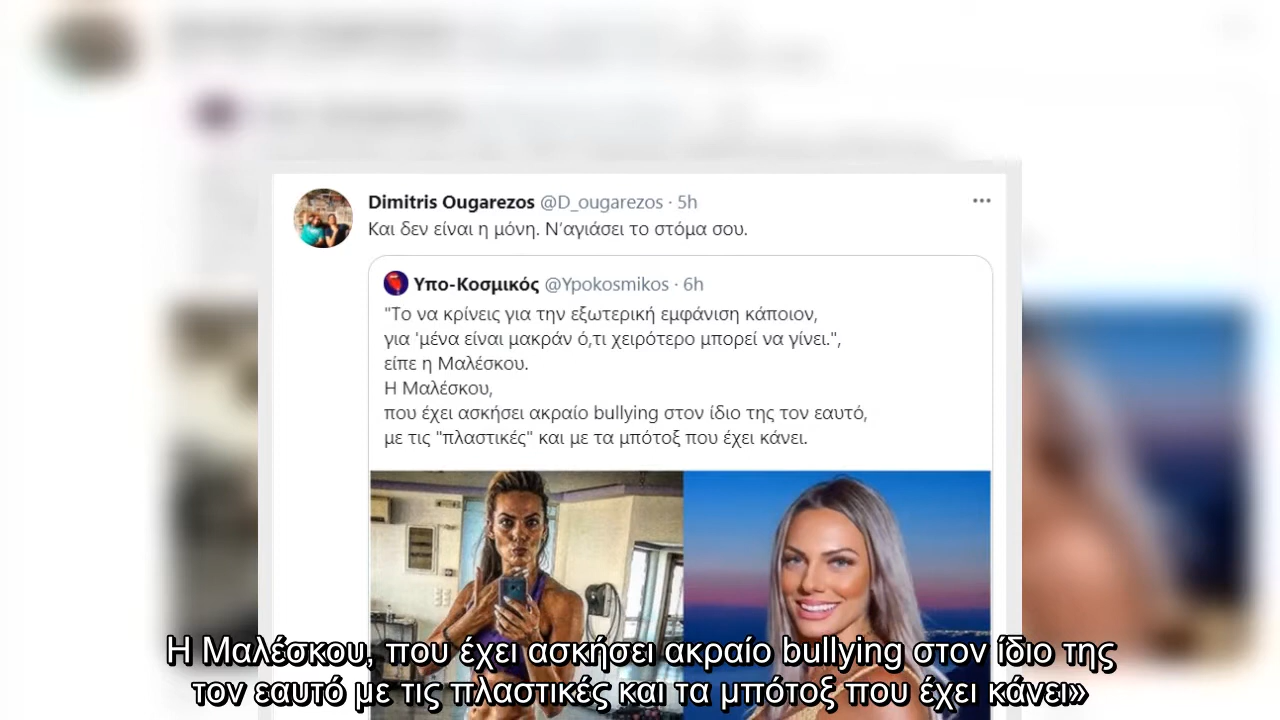 Dimitris Ougarezos @D_ougarezos · 5h
Και δεν είναι η μόνη. Ν'αγιάσει το στόμα σου.
Υπο-Κοσμικός @Ypokosmikos · 6h
"Το να κρίνεις για την εξωτερική εμφάνιση κάποιον,
για 'μένα είναι μακράν ό,τι χειρότερο μπορεί να γίνει.",
είπε η Μαλέσκου.
Η Μαλέσκου,
που έχει ασκήσει ακραίο bullying στον ίδιο της τον εαυτό,
με τις "πλαστικές" και με τα μπότοξ που έχει κάνει.
Η Μαλέσκου, που έχει ασκήσει ακραίο bullying στον ίδιο της
τον εαυτό με τις πλαστικές και τα μπότοξ που έχει κάνει»